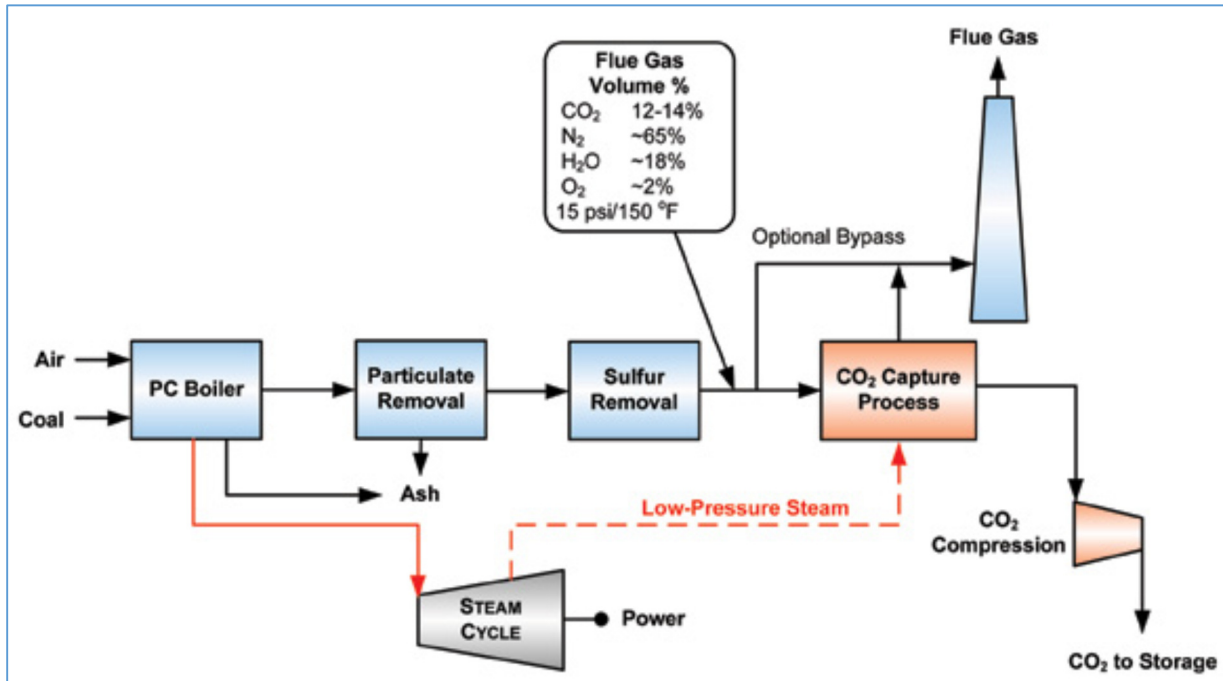 Flue Gas
Flue Gas
Volume %
CO₂ 12-14%
N₂ ~65%
H₂O ~18%
O₂ ~2%
15 psi/150 °F
Optional Bypass
Air
Coal
PC Boiler
Particulate
Removal
Sulfur
Removal
CO₂ Capture
Process
Ash
Low-Pressure Steam
CO₂
Compression
STEAM
CYCLE
Power
CO₂ to Storage